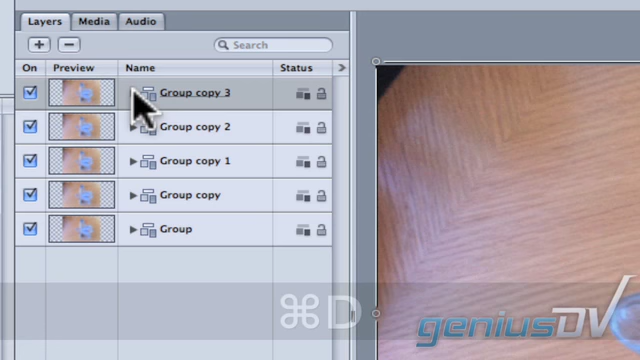 Layers Media Audio
+ − Search
On Preview Name Status
Group copy 3
Group copy 2
Group copy 1
Group copy
Group
⌘D
geniusDV